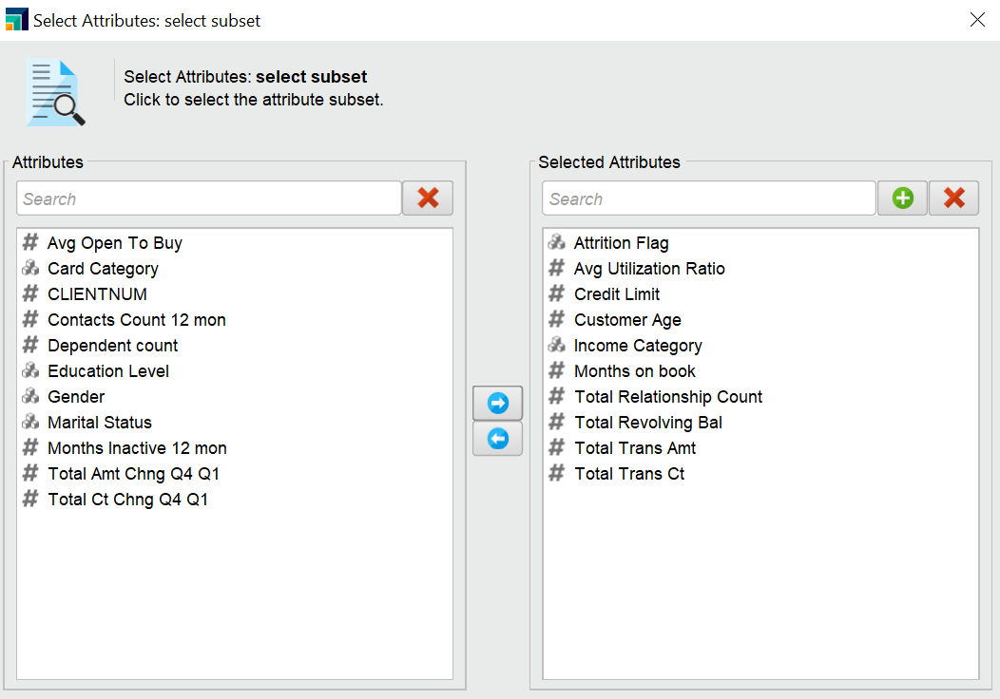 Select Attributes: select subset
Select Attributes: select subset
Click to select the attribute subset.
Attributes
Search
Avg Open To Buy
Card Category
CLIENTNUM
Contacts Count 12 mon
Dependent count
Education Level
Gender
Marital Status
Months Inactive 12 mon
Total Amt Chng Q4 Q1
Total Ct Chng Q4 Q1
Selected Attributes
Search
Attrition Flag
Avg Utilization Ratio
Credit Limit
Customer Age
Income Category
Months on book
Total Relationship Count
Total Revolving Bal
Total Trans Amt
Total Trans Ct